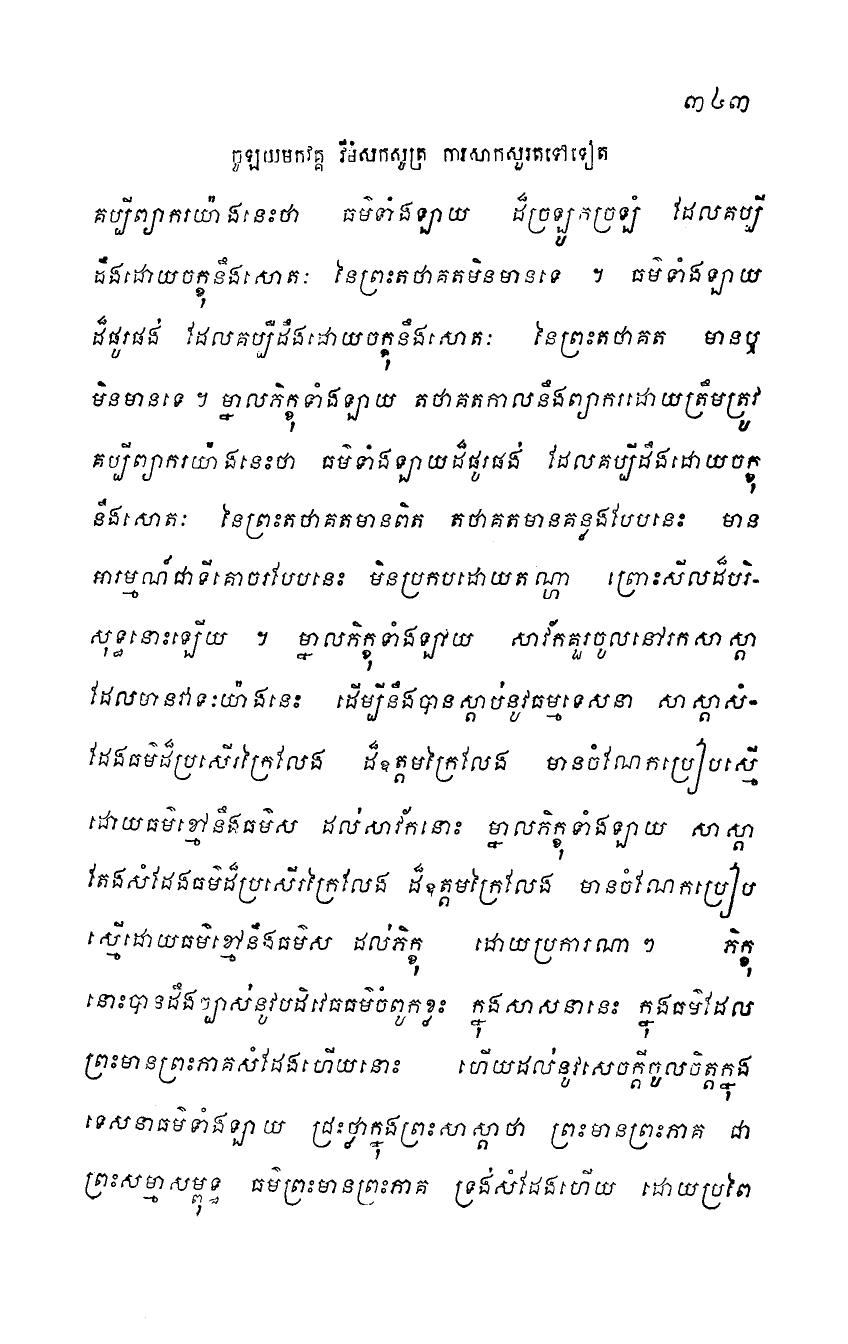 ៣៤៣
ចូឡយមកវគ្គ វីមំសកសូត្រ ការសាកសួរតទៅទៀត
គប្បីព្យាករយ៉ាងនេះថា ធម៌ទាំងឡាយ ដ៏ច្រឡូកច្រឡំ ដែលគប្បី
ដឹងដោយចក្ខុនឹងសោតៈ នៃព្រះតថាគតមិនមានទេ ។ ធម៌ទាំងឡាយ
ដ៏ផូរផង់ ដែលគប្បីដឹងដោយចក្ខុនឹងសោតៈ នៃព្រះតថាគត មានឬ
មិនមានទេ ។ ម្នាលភិក្ខុទាំងឡាយ តថាគតកាលនឹងព្យាករដោយត្រឹមត្រូវ
គប្បីព្យាករយ៉ាងនេះថា ធម៌ទាំងឡាយដ៏ផូរផង់ ដែលគប្បីដឹងដោយចក្ខុ
នឹងសោតៈ នៃព្រះតថាគតមានពិត តថាគតមានគន្លងបែបនេះ មាន
អារម្មណ៍ជាទីគោចរបែបនេះ មិនប្រកបដោយតណ្ហា ព្រោះសីលដ៏បរិ-
សុទ្ធនោះឡើយ ។ ម្នាលភិក្ខុទាំងឡាយ សាវ័កគួរចូលទៅរកសាស្តា
ដែលមានវាទៈយ៉ាងនេះ ដើម្បីនឹងបានស្តាប់នូវធម្មទេសនា សាស្តាសំ-
ដែងធម៌ដ៏ប្រសើរក្រៃលែង ដ៏ឧត្តមក្រៃលែង មានចំណែកប្រៀបស្មើ
ដោយធម៌ខ្មៅនឹងធម៌ស ដល់សាវ័កនោះ ម្នាលភិក្ខុទាំងឡាយ សាស្តា
តែងសំដែងធម៌ដ៏ប្រសើរក្រៃលែង ដ៏ឧត្តមក្រៃលែង មានចំណែកប្រៀប
ស្មើដោយធម៌ខ្មៅនឹងធម៌ស ដល់ភិក្ខុ ដោយប្រការណា ៗ ភិក្ខុ
នោះបានដឹងច្បាស់នូវបដិវេធធម៌ចំពូកខ្លះ ក្នុងសាសនានេះ ក្នុងធម៌ដែល
ព្រះមានព្រះភាគសំដែងហើយនោះ ហើយដល់នូវសេចក្តីចូលចិត្តក្នុង
ទេសនាធម៌ទាំងឡាយ ជ្រះថ្លាក្នុងព្រះសាស្តាថា ព្រះមានព្រះភាគ ជា
ព្រះសម្មាសម្ពុទ្ធ ធម៌ព្រះមានព្រះភាគ ទ្រង់សំដែងហើយ ដោយប្រពៃ